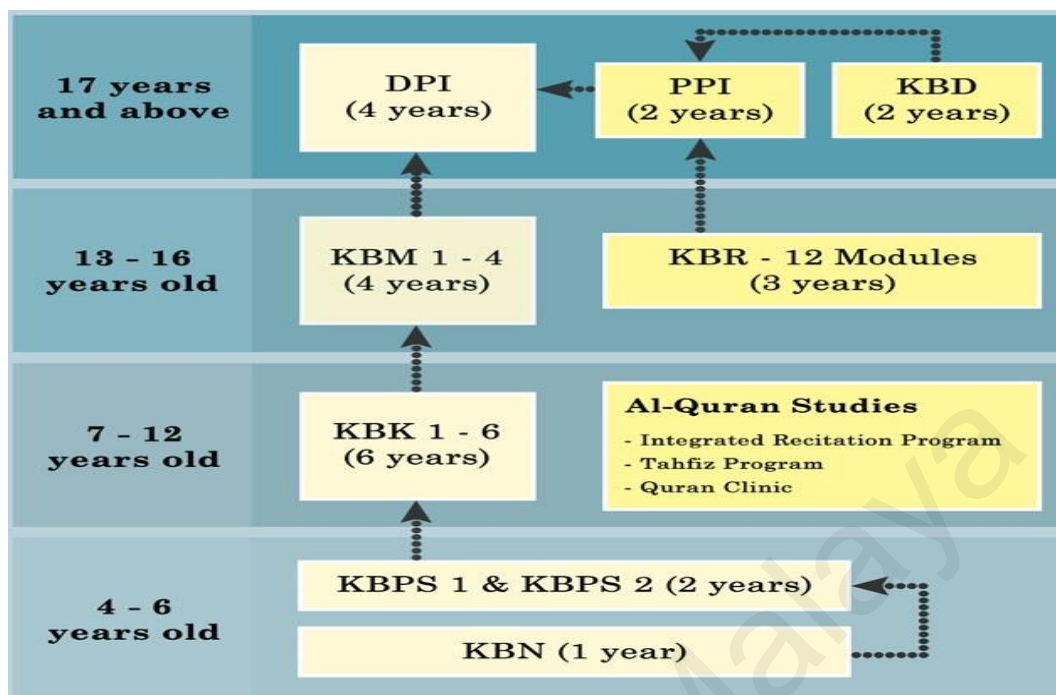 17 years
and above
DPI
(4 years)
PPI
(2 years)
KBD
(2 years)
13 - 16
years old
KBM 1 - 4
(4 years)
KBR - 12 Modules
(3 years)
7 - 12
years old
KBK 1 - 6
(6 years)
Al-Quran Studies
- Integrated Recitation Program
- Tahfiz Program
- Quran Clinic
4 - 6
years old
KBPS 1 & KBPS 2 (2 years)
KBN (1 year)
Malaya